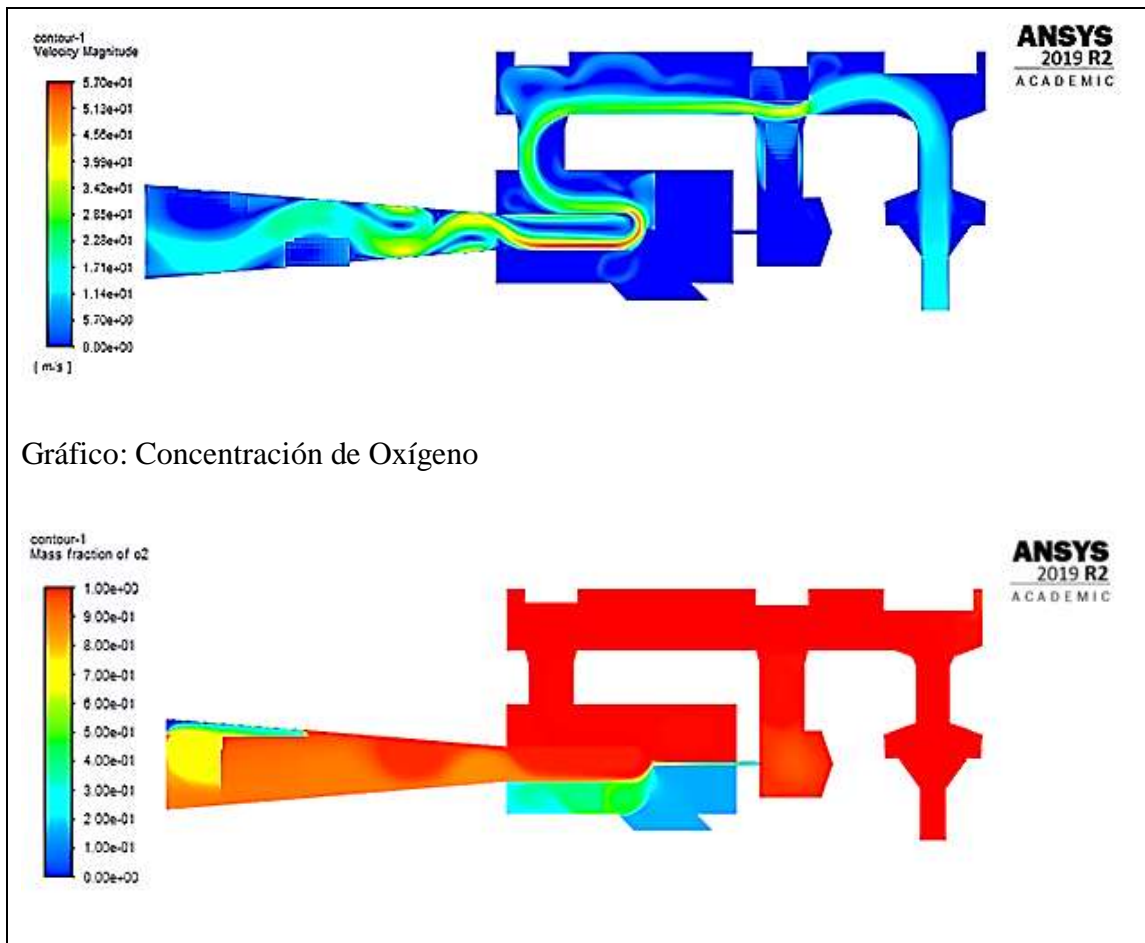 contour-1
Velocity Magnitude
ANSYS
2019 R2
ACADEMIC
5.70e+01
5.13e+01
4.56e+01
3.99e+01
3.42e+01
2.85e+01
2.28e+01
1.71e+01
1.14e+01
5.70e+00
0.00e+00
[ m/s ]
Gráfico: Concentración de Oxígeno
contour-1
Mass fraction of o2
ANSYS
2019 R2
ACADEMIC
1.00e+00
9.00e-01
8.00e-01
7.00e-01
6.00e-01
5.00e-01
4.00e-01
3.00e-01
2.00e-01
1.00e-01
0.00e+00